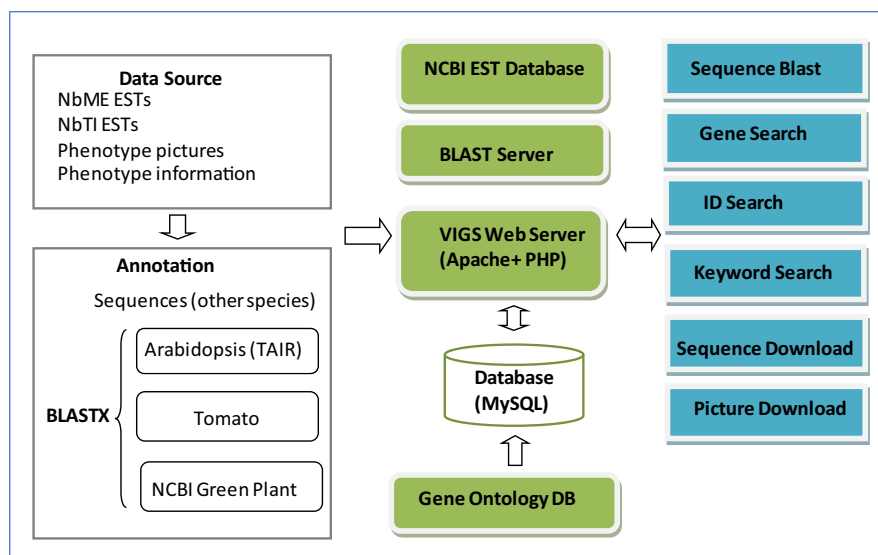 Data Source
NbME ESTs
NbTI ESTs
Phenotype pictures
Phenotype information
Annotation
Sequences (other species)
BLASTX
Arabidopsis (TAIR)
Tomato
NCBI Green Plant
NCBI EST Database
BLAST Server
VIGS Web Server
(Apache+ PHP)
Database
(MySQL)
Gene Ontology DB
Sequence Blast
Gene Search
ID Search
Keyword Search
Sequence Download
Picture Download